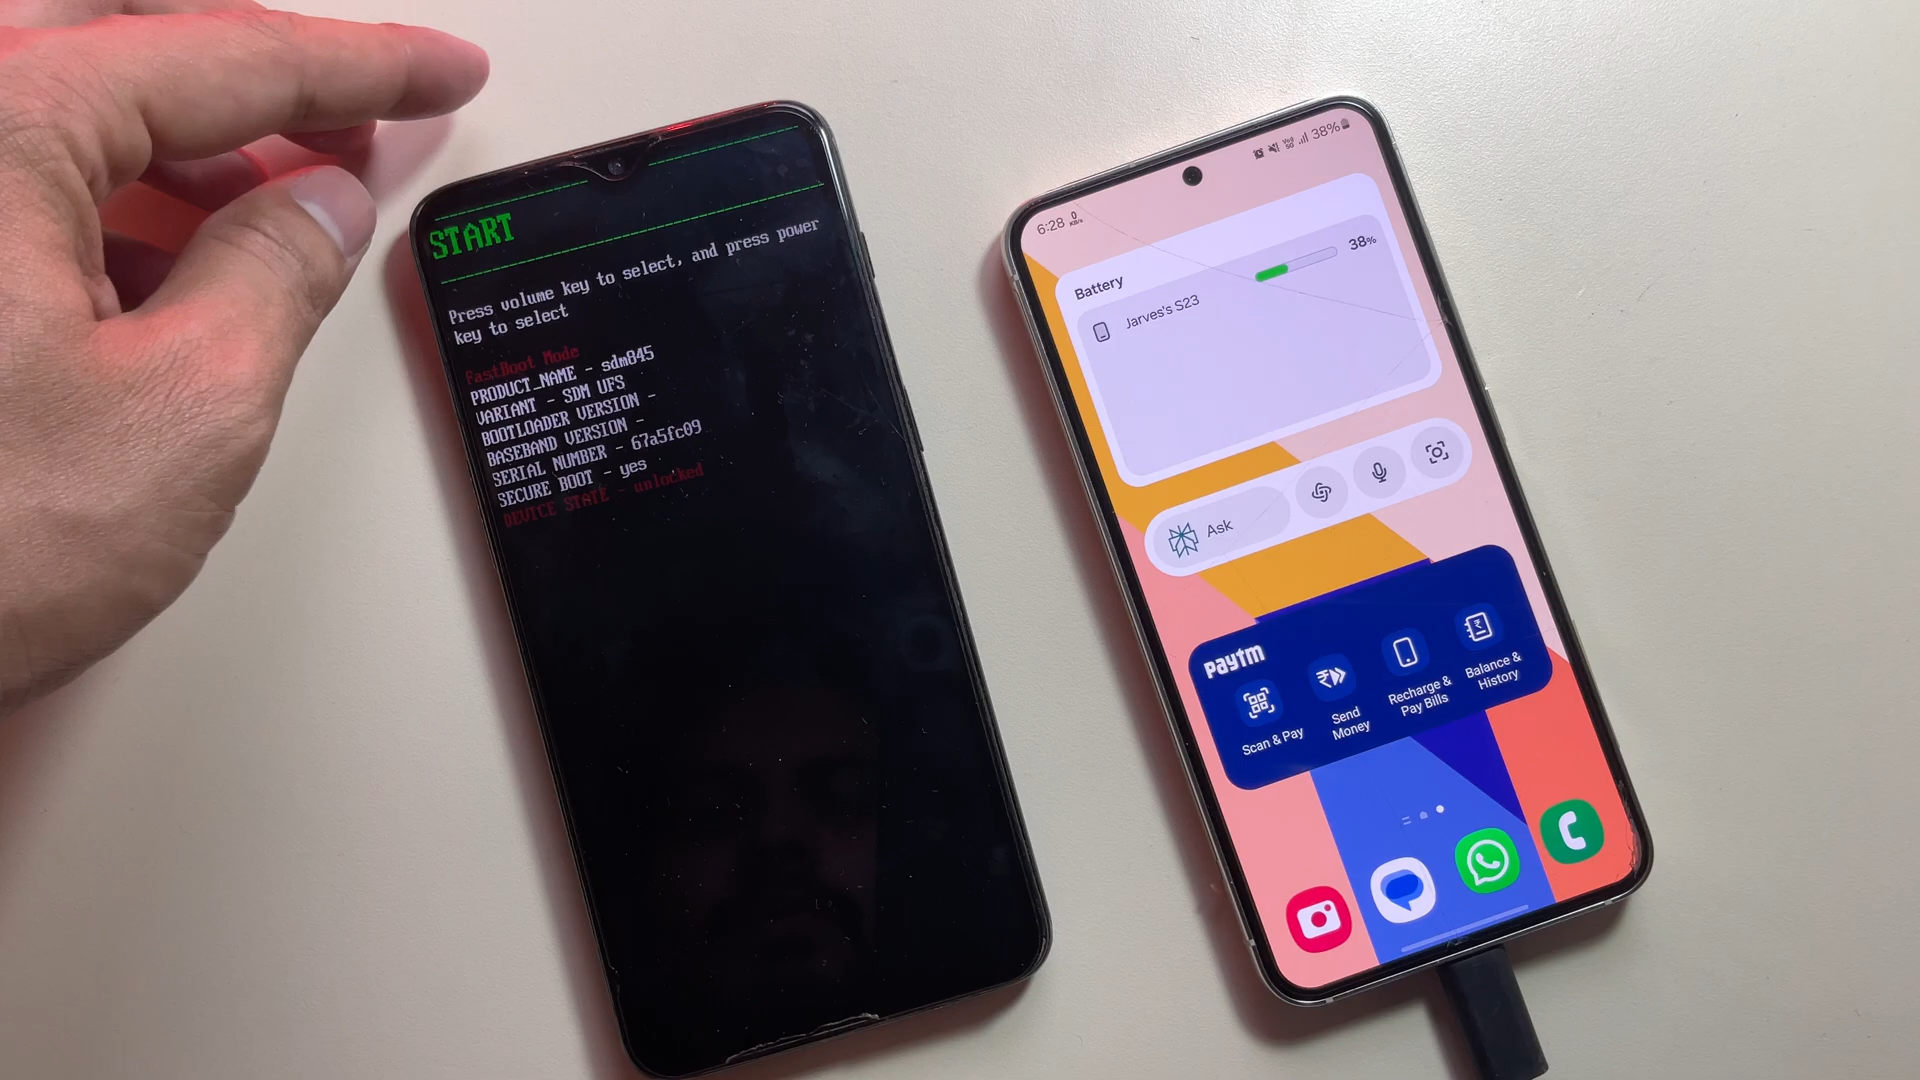 START
Press volume key to select, and press power
key to select
FastBoot Mode
PRODUCT_NAME - sdm845
VARIANT - SDM UFS
BOOTLOADER VERSION -
BASEBAND VERSION -
SERIAL NUMBER - 67a5fc09
SECURE BOOT - yes
DEVICE STATE - unlocked
6:28 0 KB/s
38%
Battery
38%
Jarves's S23
Ask
paytm
Scan & Pay
Send
Money
Recharge &
Pay Bills
Balance &
History